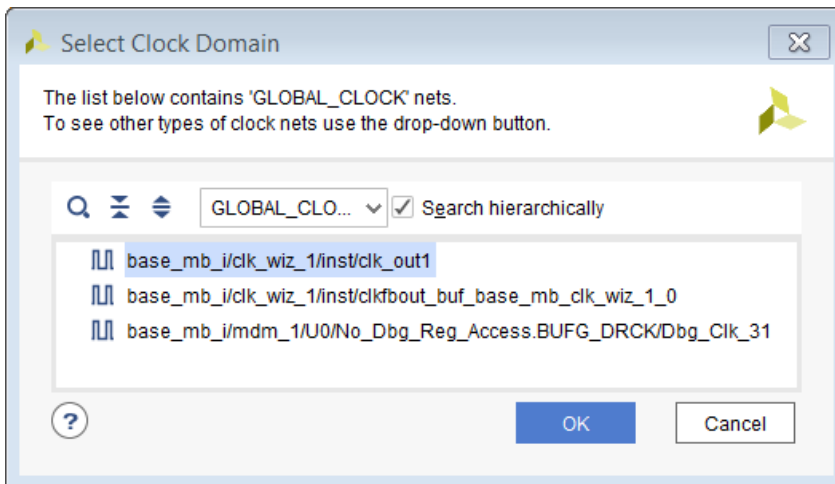 Select Clock Domain
The list below contains 'GLOBAL_CLOCK' nets.
To see other types of clock nets use the drop-down button.
GLOBAL_CLO... Search hierarchically
base_mb_i/clk_wiz_1/inst/clk_out1
base_mb_i/clk_wiz_1/inst/clkfbout_buf_base_mb_clk_wiz_1_0
base_mb_i/mdm_1/U0/No_Dbg_Reg_Access.BUFG_DRCK/Dbg_Clk_31
? OK Cancel